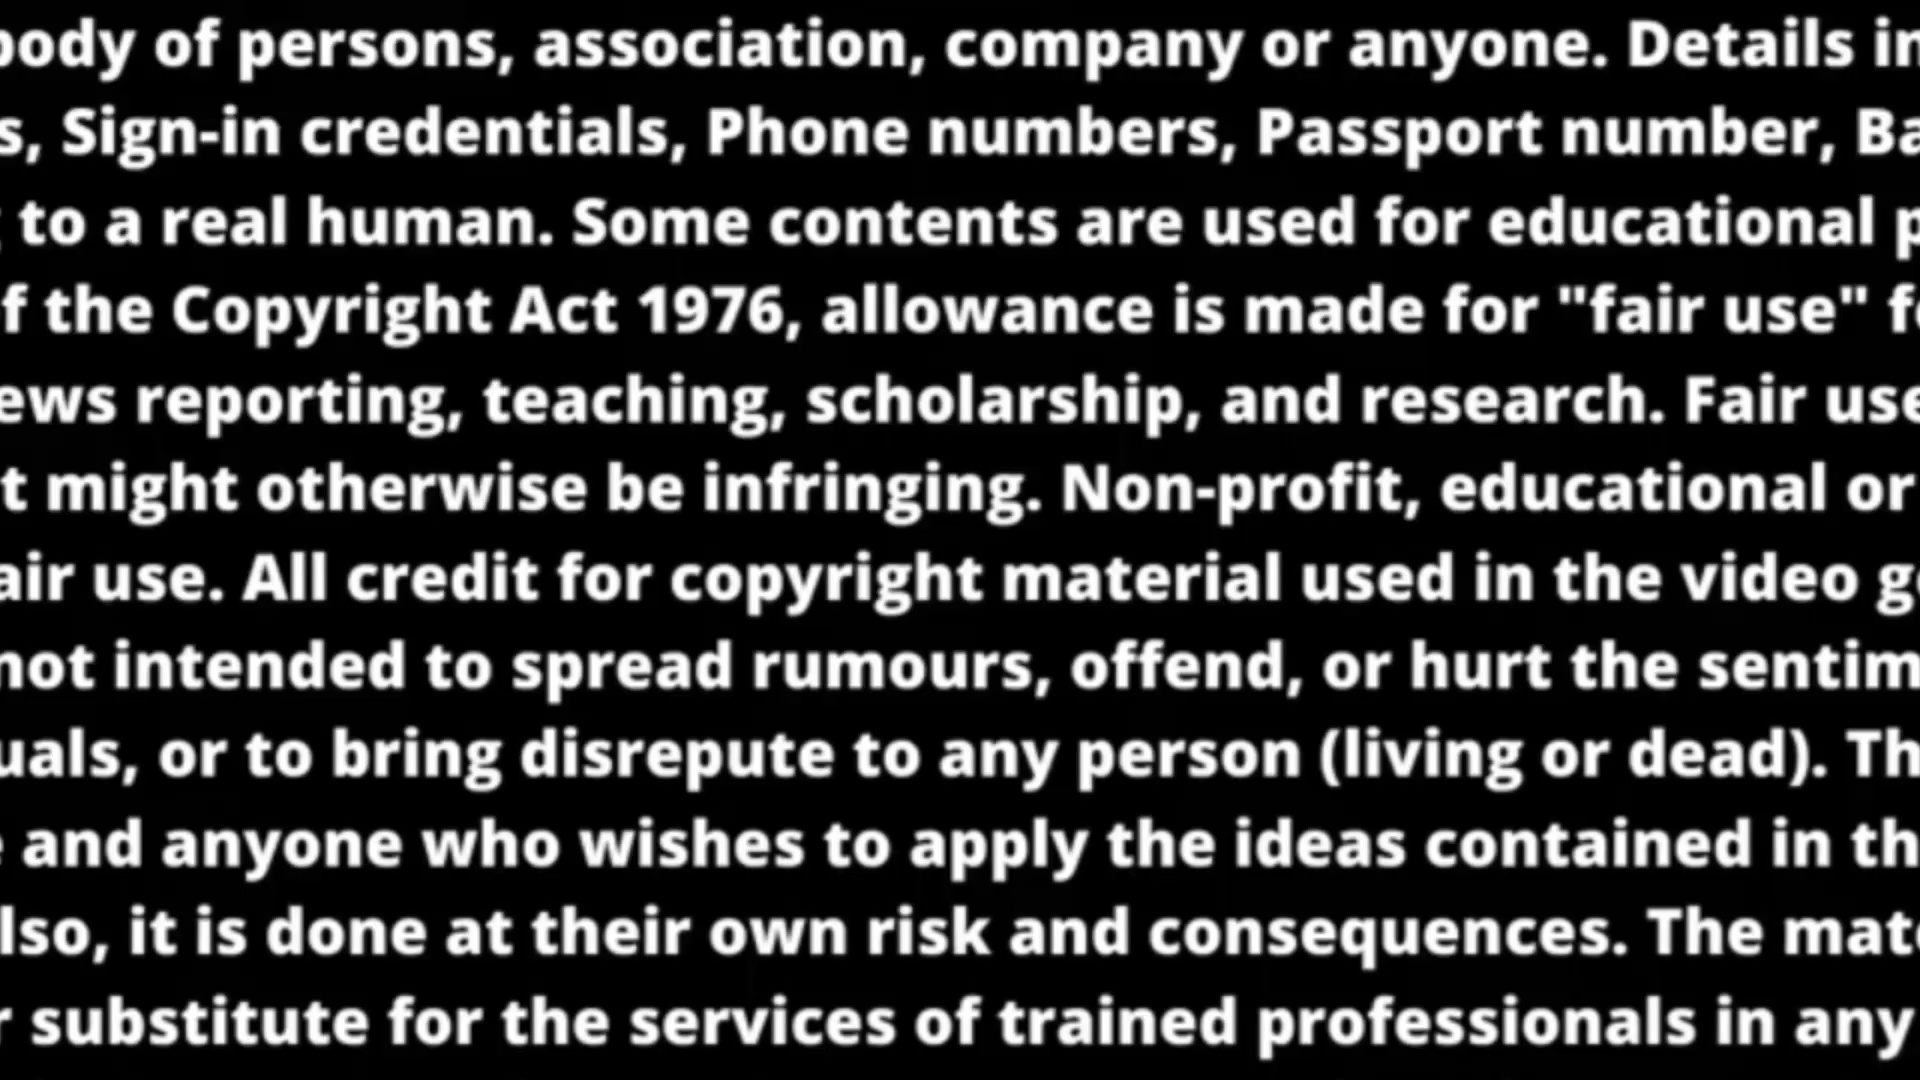 body of persons, association, company or anyone. Details in
s, Sign-in credentials, Phone numbers, Passport number, Ba
to a real human. Some contents are used for educational p
f the Copyright Act 1976, allowance is made for "fair use" fo
ews reporting, teaching, scholarship, and research. Fair use
t might otherwise be infringing. Non-profit, educational or
air use. All credit for copyright material used in the video go
not intended to spread rumours, offend, or hurt the sentim
uals, or to bring disrepute to any person (living or dead). Th
and anyone who wishes to apply the ideas contained in th
lso, it is done at their own risk and consequences. The mate
r substitute for the services of trained professionals in any